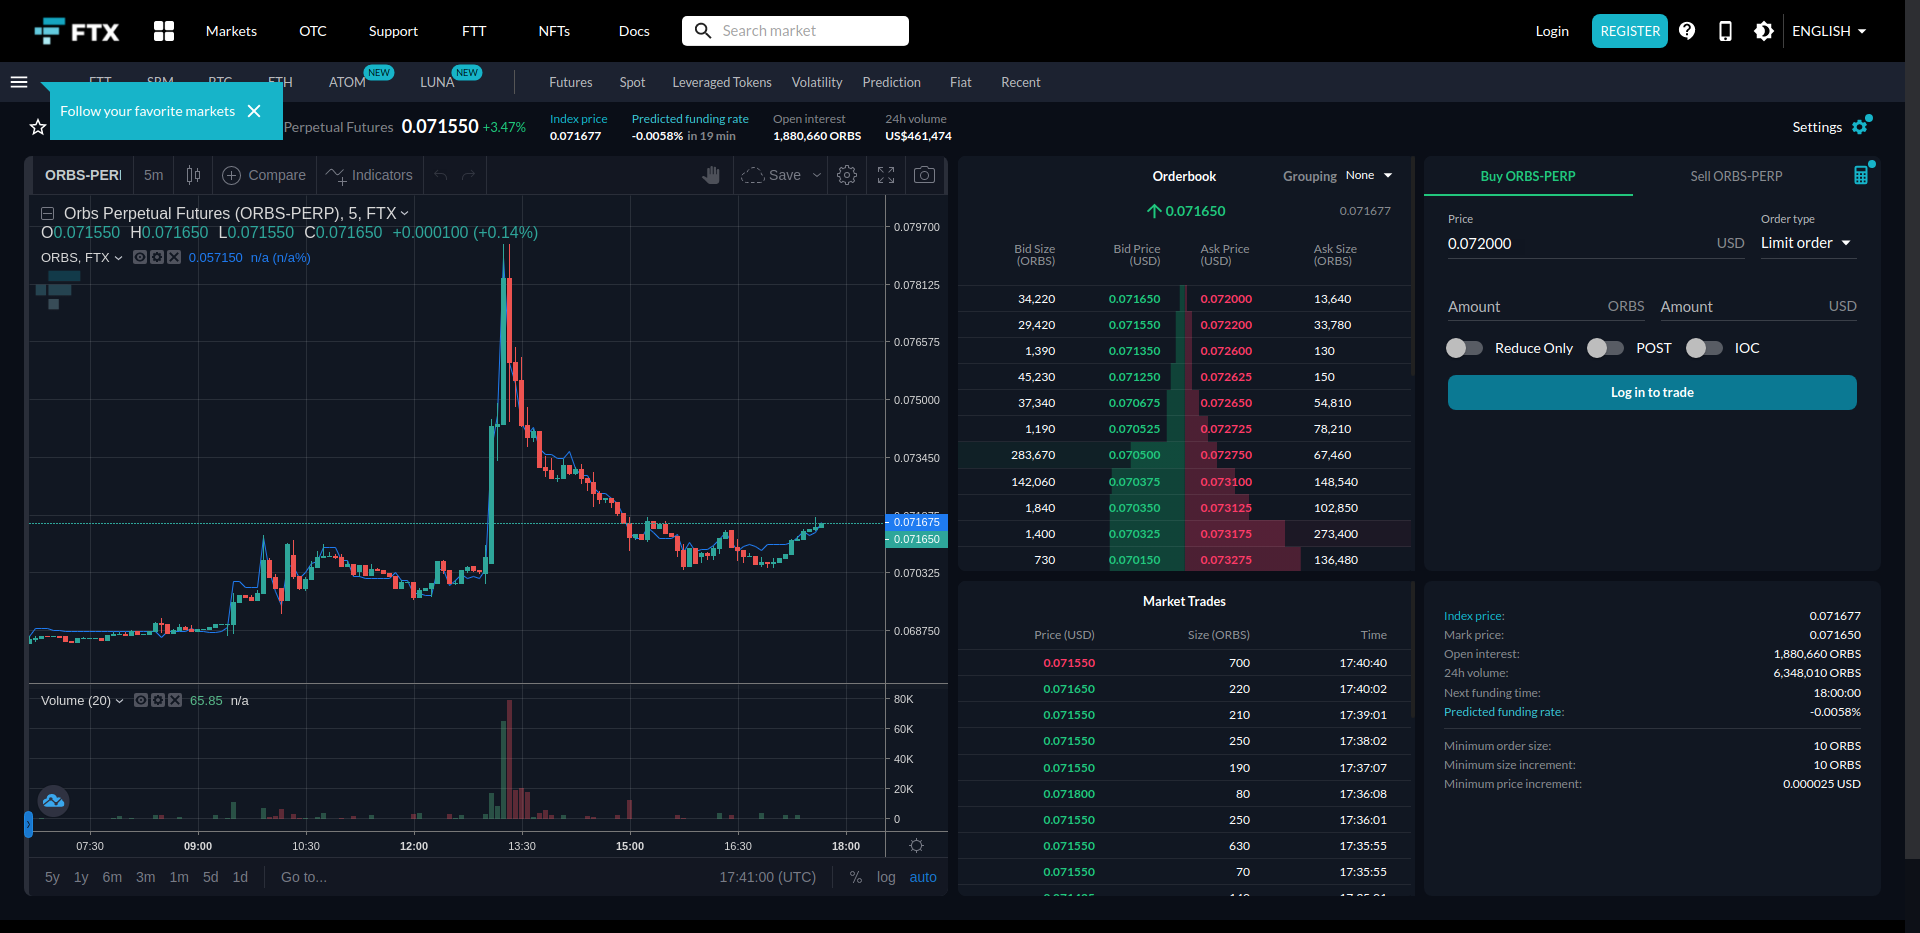 FTX Markets OTC Support FTT NFTs Docs Search market Login REGISTER ENGLISH
ATOM NEW LUNA NEW Futures Spot Leveraged Tokens Volatility Prediction Fiat Recent
Follow your favorite markets
Perpetual Futures 0.071550 +3.47%
Index price 0.071677
Predicted funding rate -0.0058% in 19 min
Open interest 1,880,660 ORBS
24h volume US$461,474
Settings
ORBS-PERP 5m Compare Indicators Save
Orbs Perpetual Futures (ORBS-PERP), 5, FTX
O0.071550 H0.071650 L0.071550 C0.071650 +0.000100 (+0.14%)
ORBS, FTX 0.057150 n/a (n/a%)
0.079700
0.078125
0.076575
0.075000
0.073450
0.071675
0.071650
0.070325
0.068750
Volume (20) 65.85 n/a
80K
60K
40K
20K
0
07:30 09:00 10:30 12:00 13:30 15:00 16:30 18:00
5y 1y 6m 3m 1m 5d 1d Go to... 17:41:00 (UTC) % log auto
Orderbook Grouping None
0.071650 0.071677
Bid Size (ORBS) Bid Price (USD) Ask Price (USD) Ask Size (ORBS)
34,220 0.071650 0.072000 13,640
29,420 0.071550 0.072200 33,780
1,390 0.071350 0.072600 130
45,230 0.071250 0.072625 150
37,340 0.070675 0.072650 54,810
1,190 0.070525 0.072725 78,210
283,670 0.070500 0.072750 67,460
142,060 0.070375 0.073100 148,540
1,840 0.070350 0.073125 102,850
1,400 0.070325 0.073175 273,400
730 0.070150 0.073275 136,480
Market Trades
Price (USD) Size (ORBS) Time
0.071550 700 17:40:40
0.071650 220 17:40:02
0.071550 210 17:39:01
0.071550 250 17:38:02
0.071550 190 17:37:07
0.071800 80 17:36:08
0.071550 250 17:36:01
0.071550 630 17:35:55
0.071550 70 17:35:55
Buy ORBS-PERP Sell ORBS-PERP
Price Order type
0.072000 USD Limit order
Amount ORBS Amount USD
Reduce Only POST IOC
Log in to trade
Index price: 0.071677
Mark price: 0.071650
Open interest: 1,880,660 ORBS
24h volume: 6,348,010 ORBS
Next funding time: 18:00:00
Predicted funding rate: -0.0058%
Minimum order size: 10 ORBS
Minimum size increment: 10 ORBS
Minimum price increment: 0.000025 USD